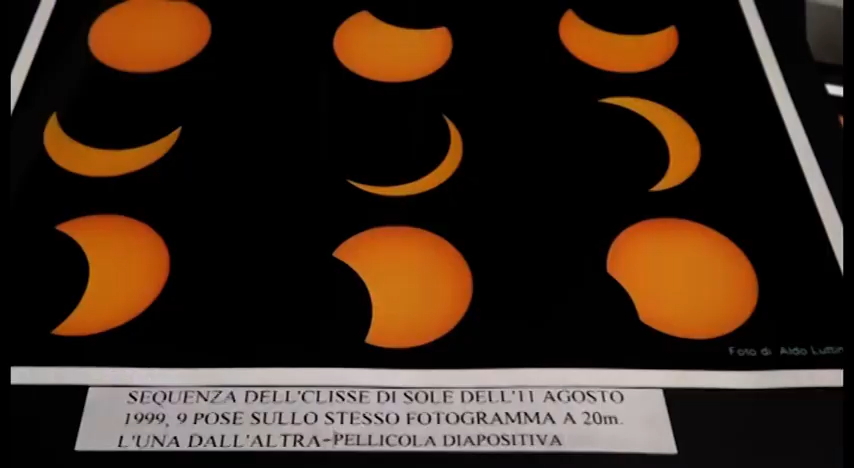 Foto di Aldo
SEQUENZA DELL'CLISSE DI SOLE DELL'11 AGOSTO
1999, 9 POSE SULLO STESSO FOTOGRAMMA A 20m.
L'UNA DALL'ALTRA-PELLICOLA DIAPOSITIVA